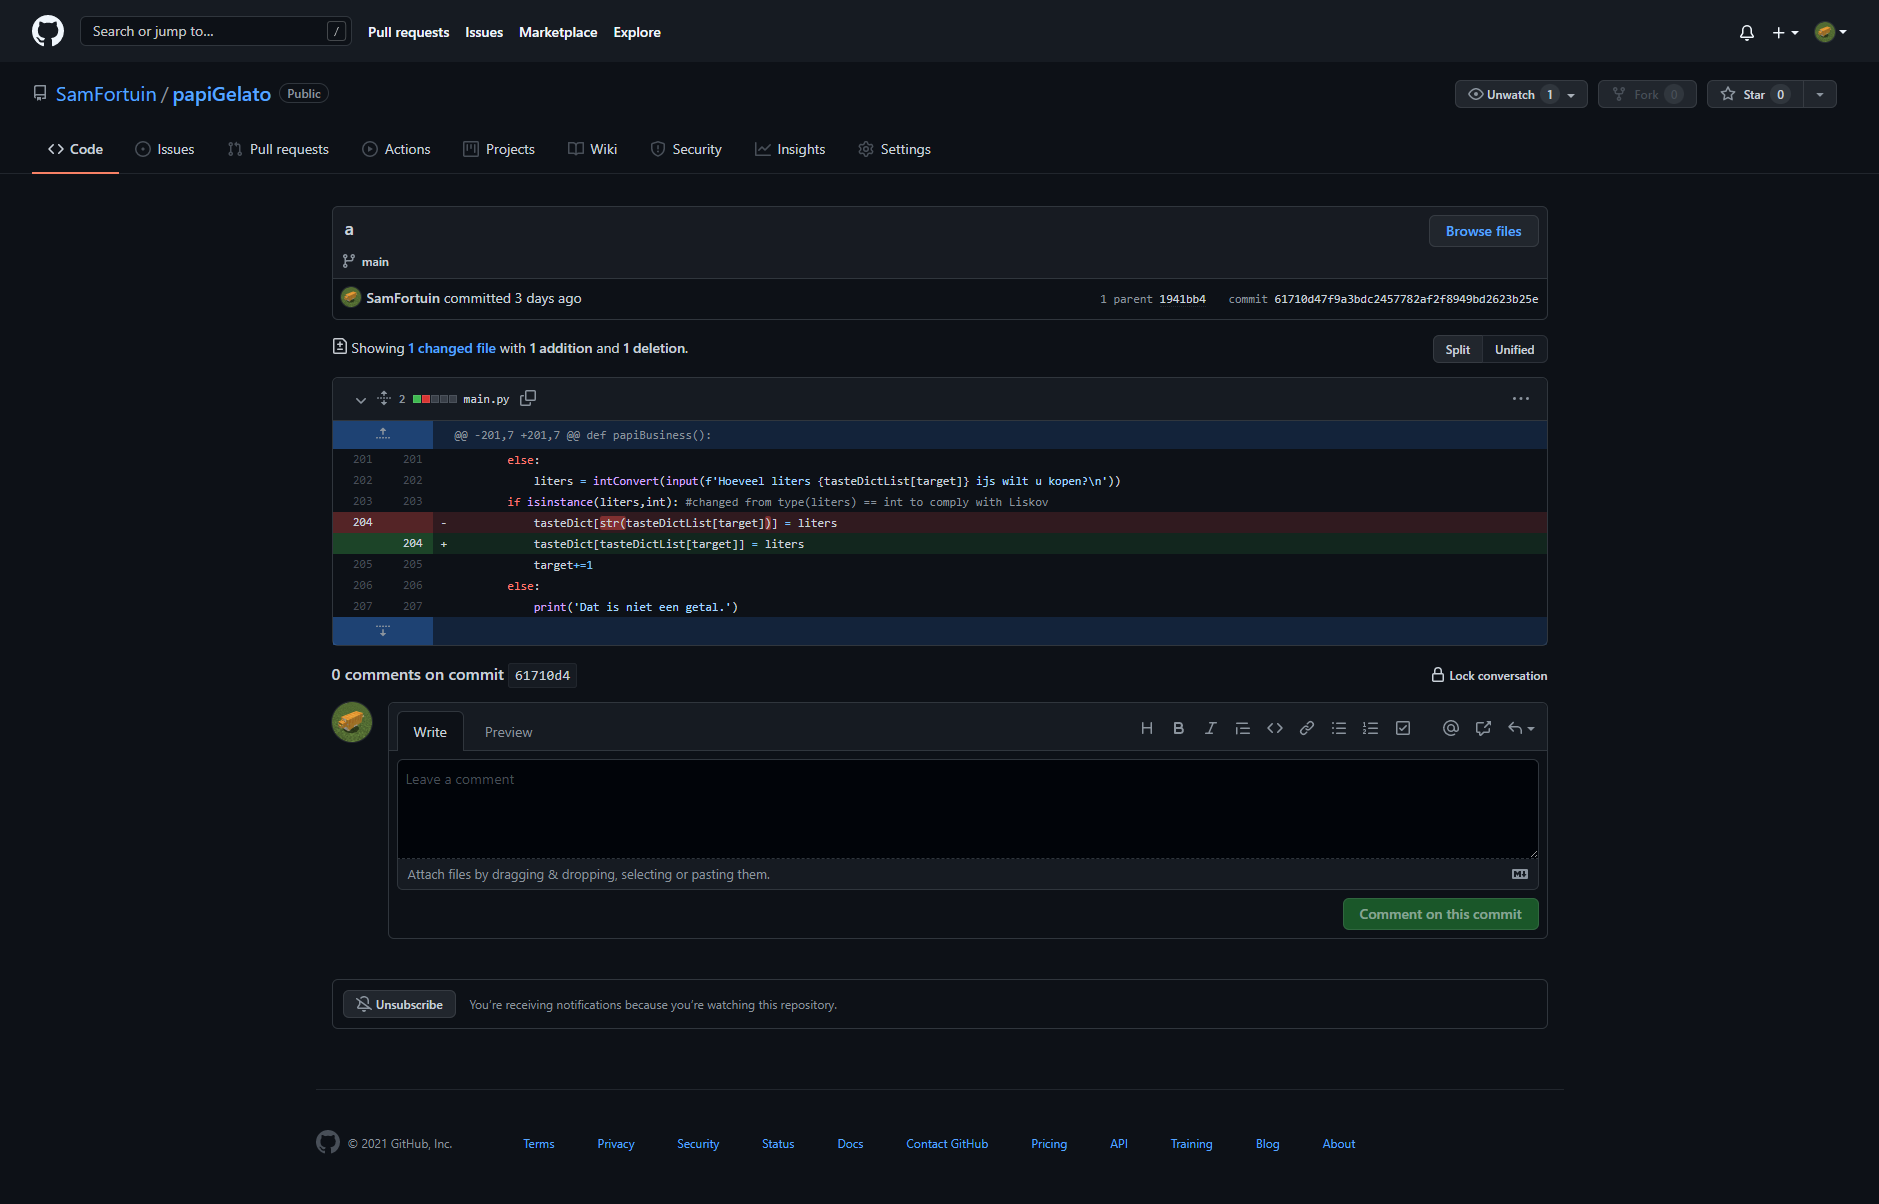 Search or jump to... /
Pull requests Issues Marketplace Explore
SamFortuin / papiGelato Public
Unwatch 1 Fork 0 Star 0
Code Issues Pull requests Actions Projects Wiki Security Insights Settings
a
Browse files
main
SamFortuin committed 3 days ago
1 parent 1941bb4 commit 61710d47f9a3bdc2457782af2f8949bd2623b25e
Showing 1 changed file with 1 addition and 1 deletion.
Split Unified
2 main.py
@@ -201,7 +201,7 @@ def papiBusiness():
201 201 else:
202 202 liters = intConvert(input(f'Hoeveel liters {tasteDictList[target]} ijs wilt u kopen?\n'))
203 203 if isinstance(liters,int): #changed from type(liters) == int to comply with Liskov
204 - tasteDict[str(tasteDictList[target])] = liters
204 + tasteDict[tasteDictList[target]] = liters
205 205 target+=1
206 206 else:
207 207 print('Dat is niet een getal.')
0 comments on commit 61710d4
Lock conversation
Write Preview
Leave a comment
Attach files by dragging & dropping, selecting or pasting them.
Comment on this commit
Unsubscribe You're receiving notifications because you're watching this repository.
© 2021 GitHub, Inc. Terms Privacy Security Status Docs Contact GitHub Pricing API Training Blog About